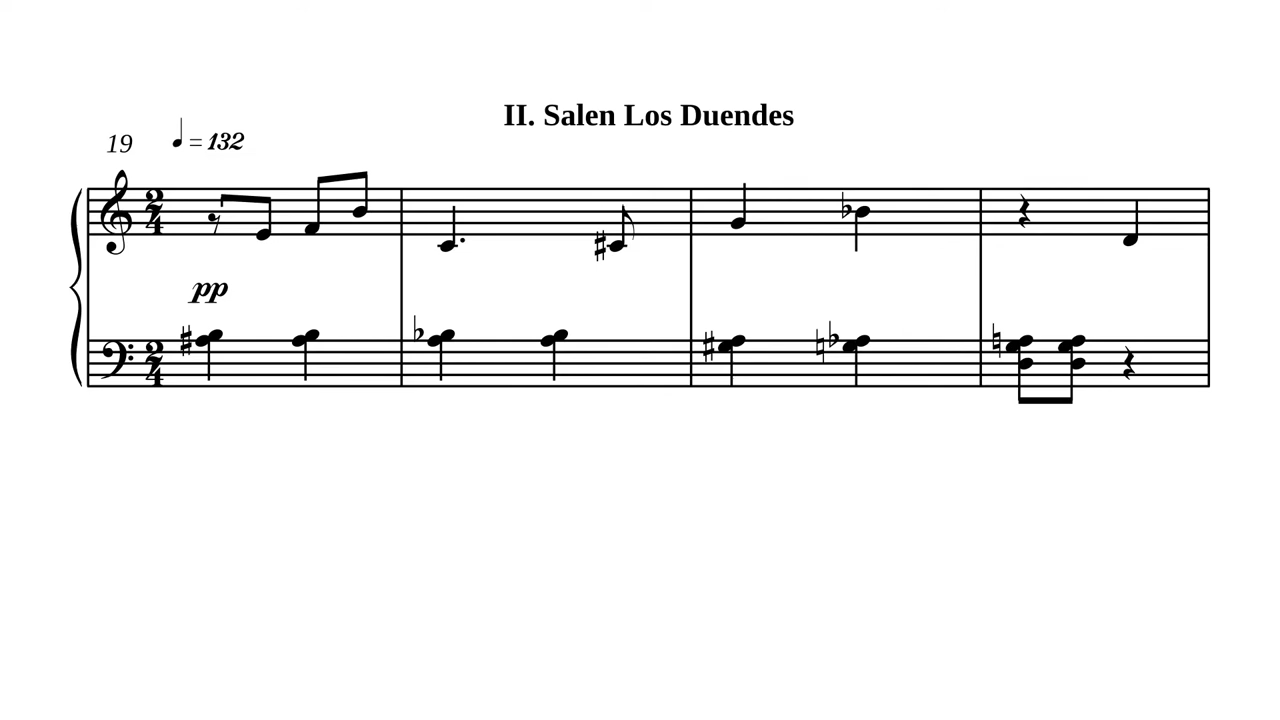 II. Salen Los Duendes
19 ♩ = 132
pp